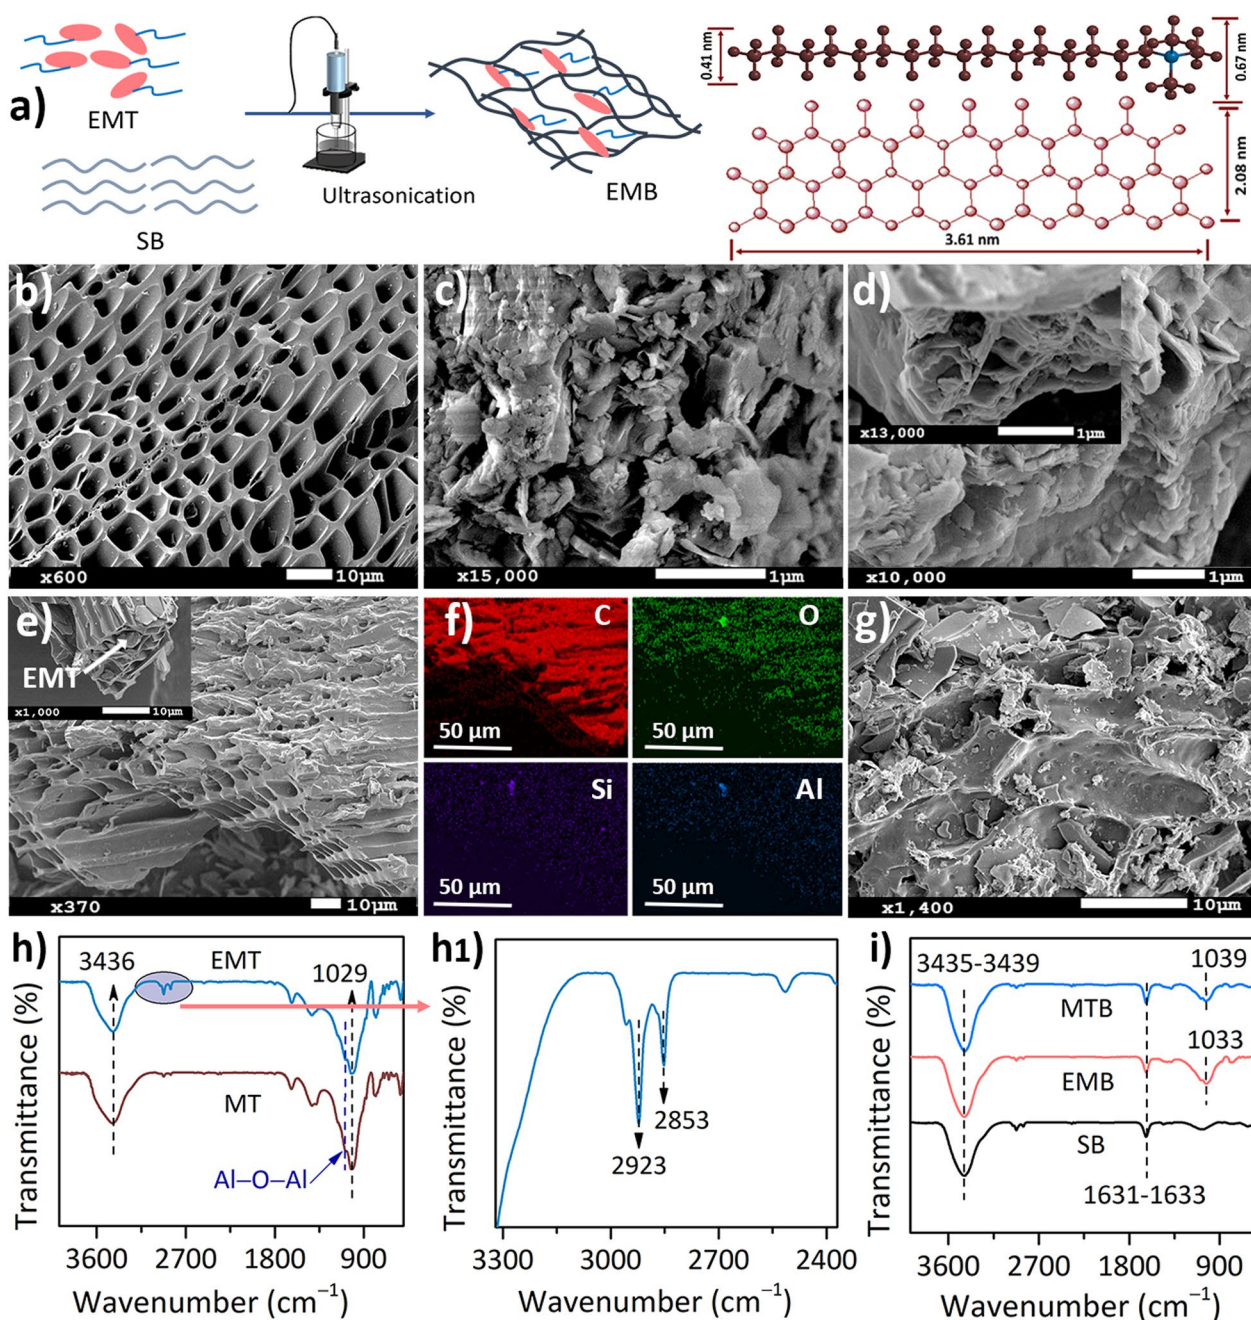 a)
EMT
SB
Ultrasonication
EMB
0.41 nm
0.67 nm
2.08 nm
3.61 nm
b)
x600 10μm
c)
x15,000 1μm
d)
x13,000 1μm
x10,000 1μm
e)
EMT
x1,000 10μm
x370 10μm
f)
C
50 μm
O
50 μm
Si
50 μm
Al
50 μm
g)
x1,400 10μm
h)
3436
EMT
1029
MT
Al–O–Al
Transmittance (%)
3600 2700 1800 900
Wavenumber (cm⁻¹)
h1)
2853
2923
Transmittance (%)
3300 3000 2700 2400
Wavenumber (cm⁻¹)
i)
3435-3439
1039
MTB
1033
EMB
SB
1631-1633
Transmittance (%)
3600 2700 1800 900
Wavenumber (cm⁻¹)